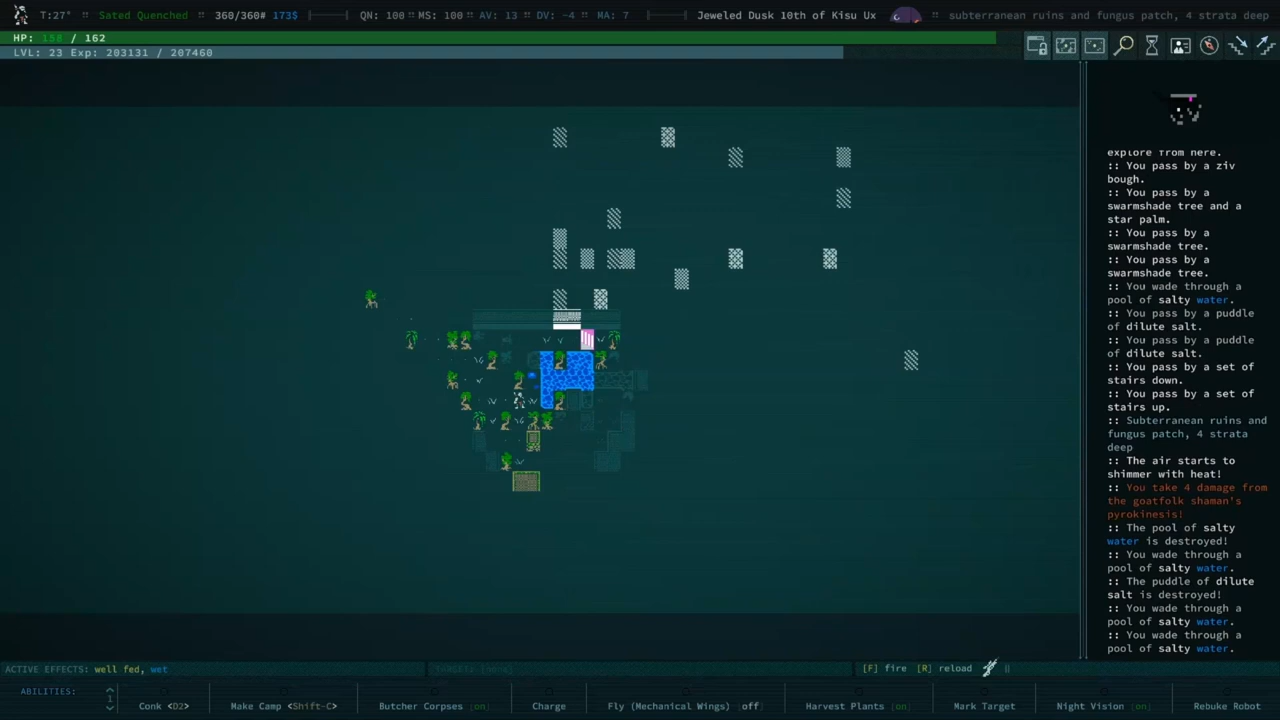 T:27° :: Sated Quenched :: 360/360# 173$ QN: 100 :: MS: 100 :: AV: 13 :: DV: -4 :: MA: 7 Jeweled Dusk 10th of Kisu Ux :: subterranean ruins and fungus patch, 4 strata deep
HP: 158 / 162
LVL: 23 Exp: 203131 / 207460
explore from here.
:: You pass by a ziv
bough.
:: You pass by a
swarmshade tree and a
star palm.
:: You pass by a
swarmshade tree.
:: You pass by a
swarmshade tree.
:: You wade through a
pool of salty water.
:: You pass by a puddle
of dilute salt.
:: You pass by a puddle
of dilute salt.
:: You pass by a set of
stairs down.
:: You pass by a set of
stairs up.
:: Subterranean ruins and
fungus patch, 4 strata
deep
:: The air starts to
shimmer with heat!
:: You take 4 damage from
the goatfolk shaman's
pyrokinesis!
:: The pool of salty
water is destroyed!
:: You wade through a
pool of salty water.
:: The puddle of dilute
salt is destroyed!
:: You wade through a
pool of salty water.
:: You wade through a
pool of salty water.
ACTIVE EFFECTS: well fed, wet
TARGET: [none]
[F] fire [R] reload
ABILITIES: 1 Conk <D2> Make Camp <Shift-C> Butcher Corpses [on] Charge Fly (Mechanical Wings) off Harvest Plants [on] Mark Target Night Vision [on] Rebuke Robot